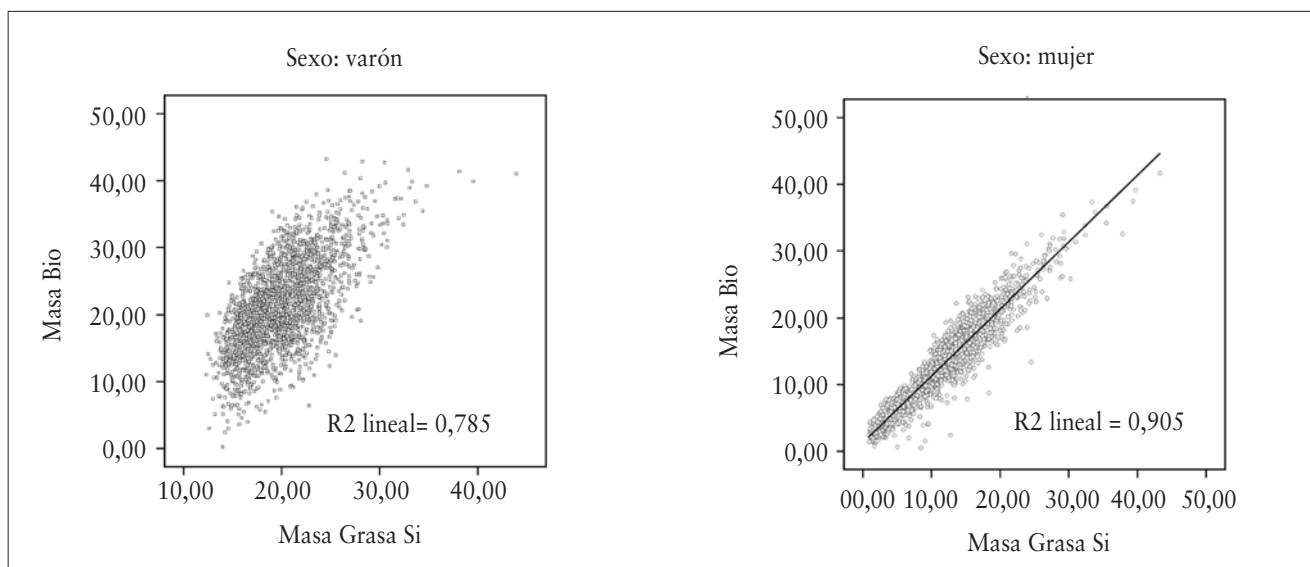 Sexo: varón
50,00
40,00
30,00
20,00
10,00
0,00
Masa Bio
R2 lineal= 0,785
10,00 20,00 30,00 40,00
Masa Grasa Si
Sexo: mujer
50,00
40,00
30,00
20,00
10,00
00,00
Masa Bio
R2 lineal = 0,905
00,00 10,00 20,00 30,00 40,00 50,00
Masa Grasa Si